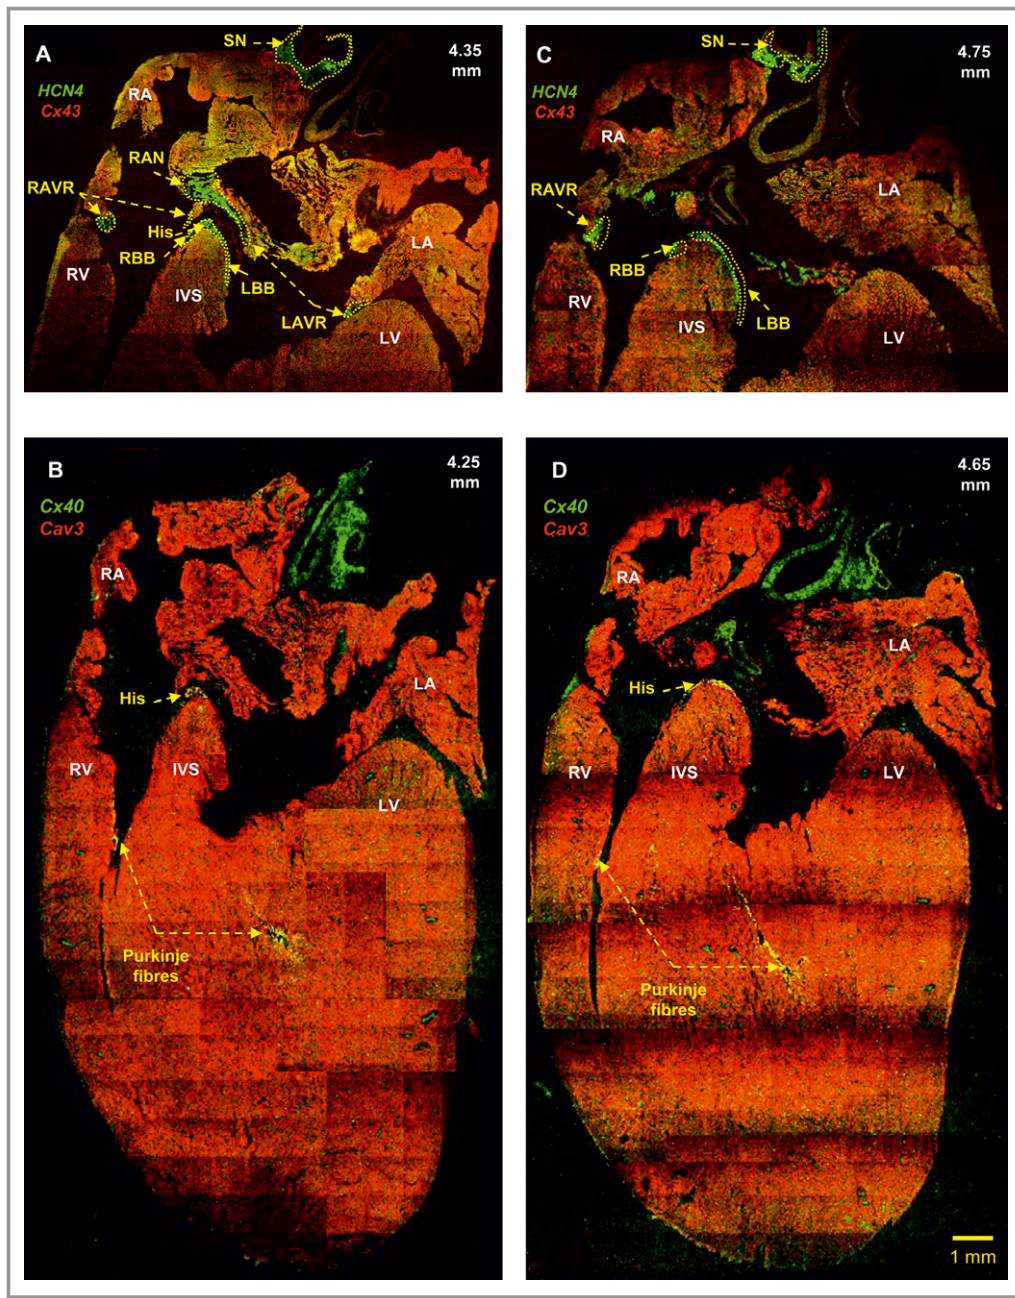 A
SN
4.35
mm
HCN4
Cx43
RA
RAN
RAVR
His
RBB
RV
IVS
LBB
LAVR
LA
LV
C
SN
4.75
mm
HCN4
Cx43
RA
RAVR
LA
RBB
RV
IVS
LBB
LV
B
4.25
mm
Cx40
Cav3
RA
LA
His
RV
IVS
LV
Purkinje
fibres
D
4.65
mm
Cx40
Cav3
RA
LA
His
RV
IVS
LV
Purkinje
fibres
1 mm